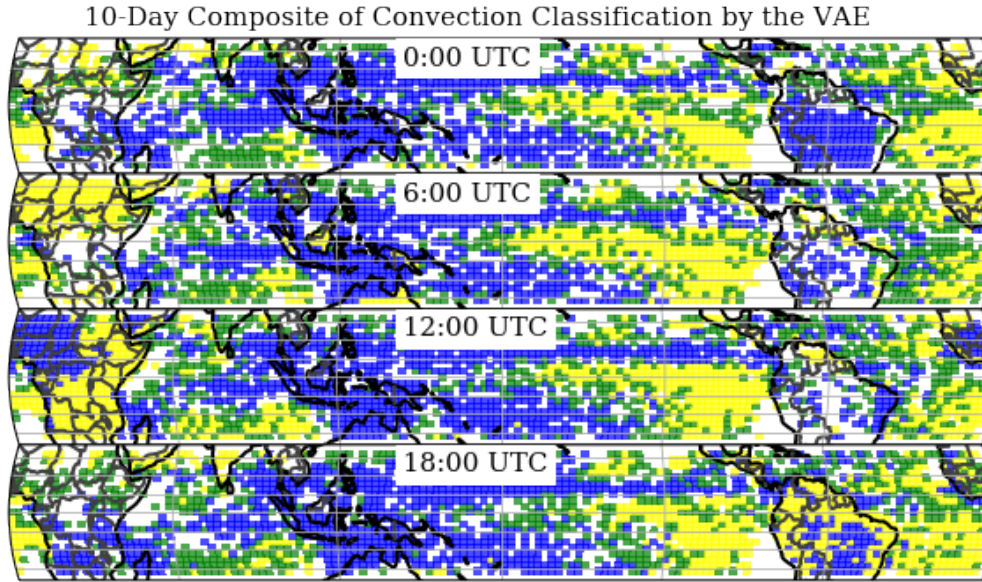 10-Day Composite of Convection Classification by the VAE
0:00 UTC
6:00 UTC
12:00 UTC
18:00 UTC